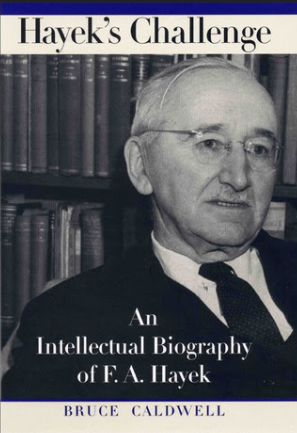 Hayek's Challenge
An
Intellectual Biography
of F. A. Hayek
BRUCE CALDWELL